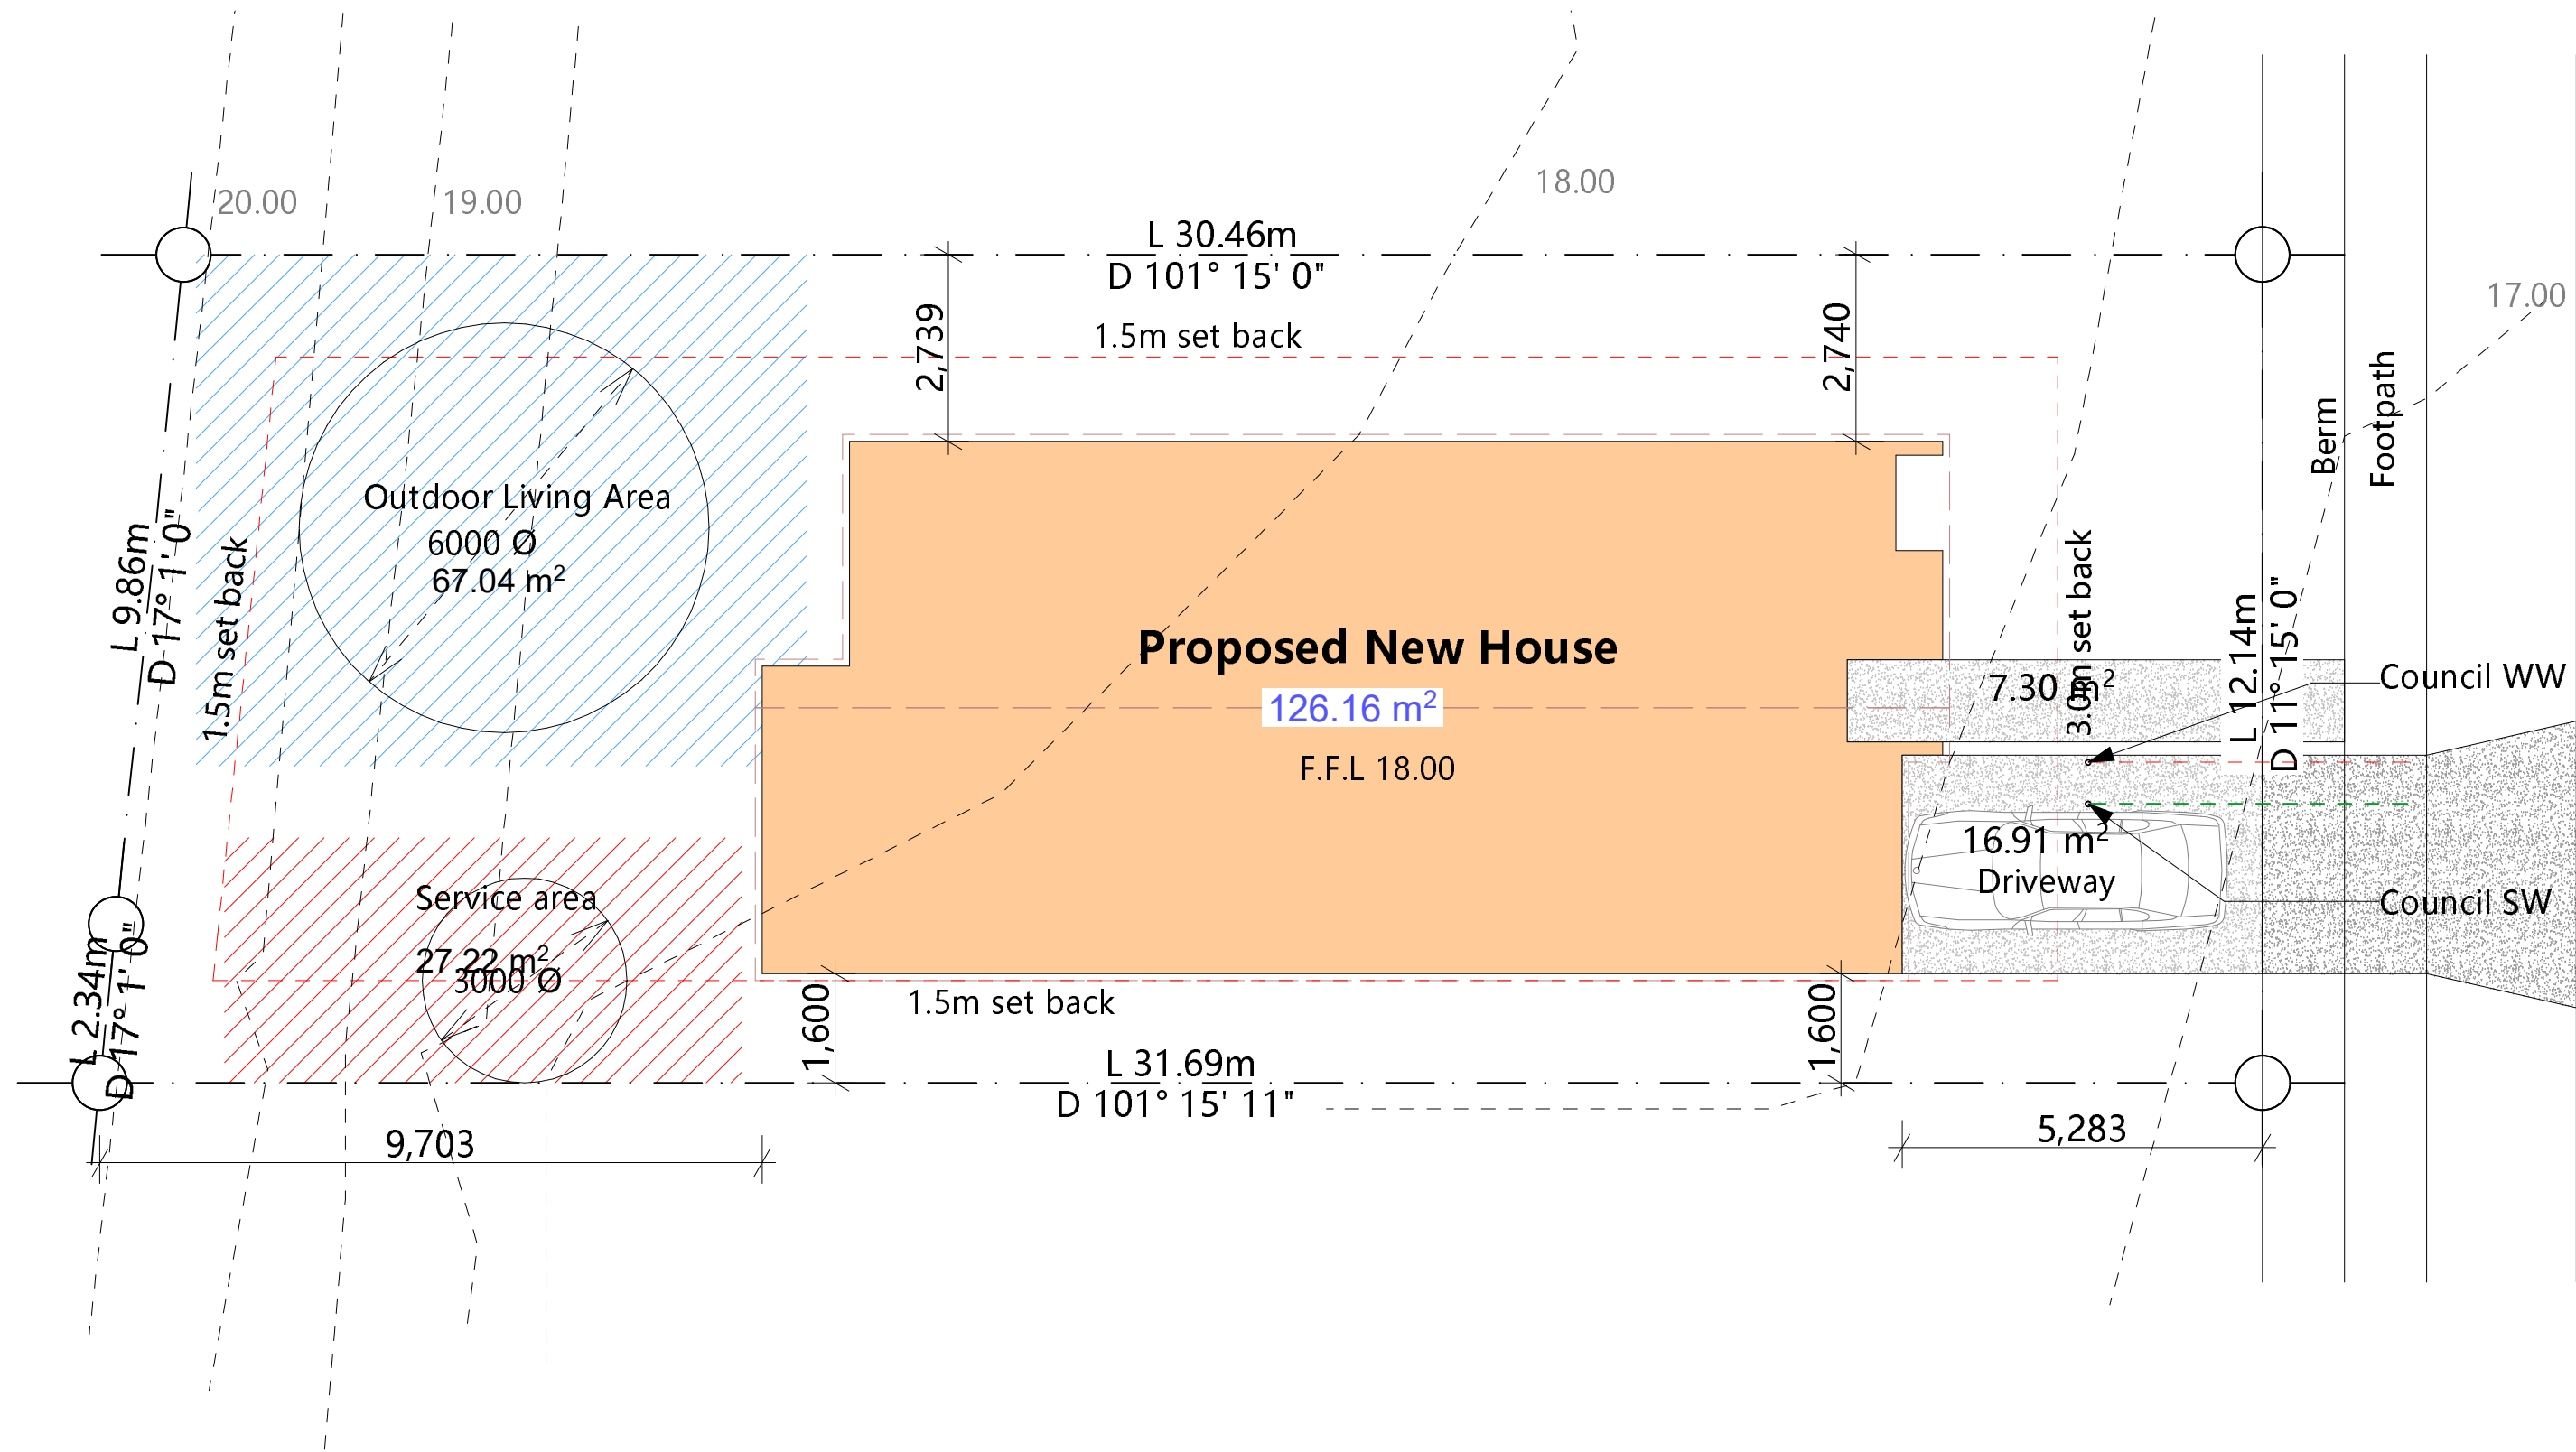 20.00
19.00
18.00
17.00
L 30.46m
D 101° 15' 0"
1.5m set back
2,739
2,740
Berm
Footpath
Outdoor Living Area
6000 Ø
67.04 m²
L 9.86m
D 17° 1' 0"
1.5m set back
Proposed New House
126.16 m²
F.F.L 18.00
7.30 m²
3.0m set back
L 12.14m
D 11° 15' 0"
Council WW
16.91 m²
Driveway
Council SW
Service area
27.22 m²
3000 Ø
L 2.34m
D 17° 1' 0"
1,600
1.5m set back
1,600
L 31.69m
D 101° 15' 11"
9,703
5,283